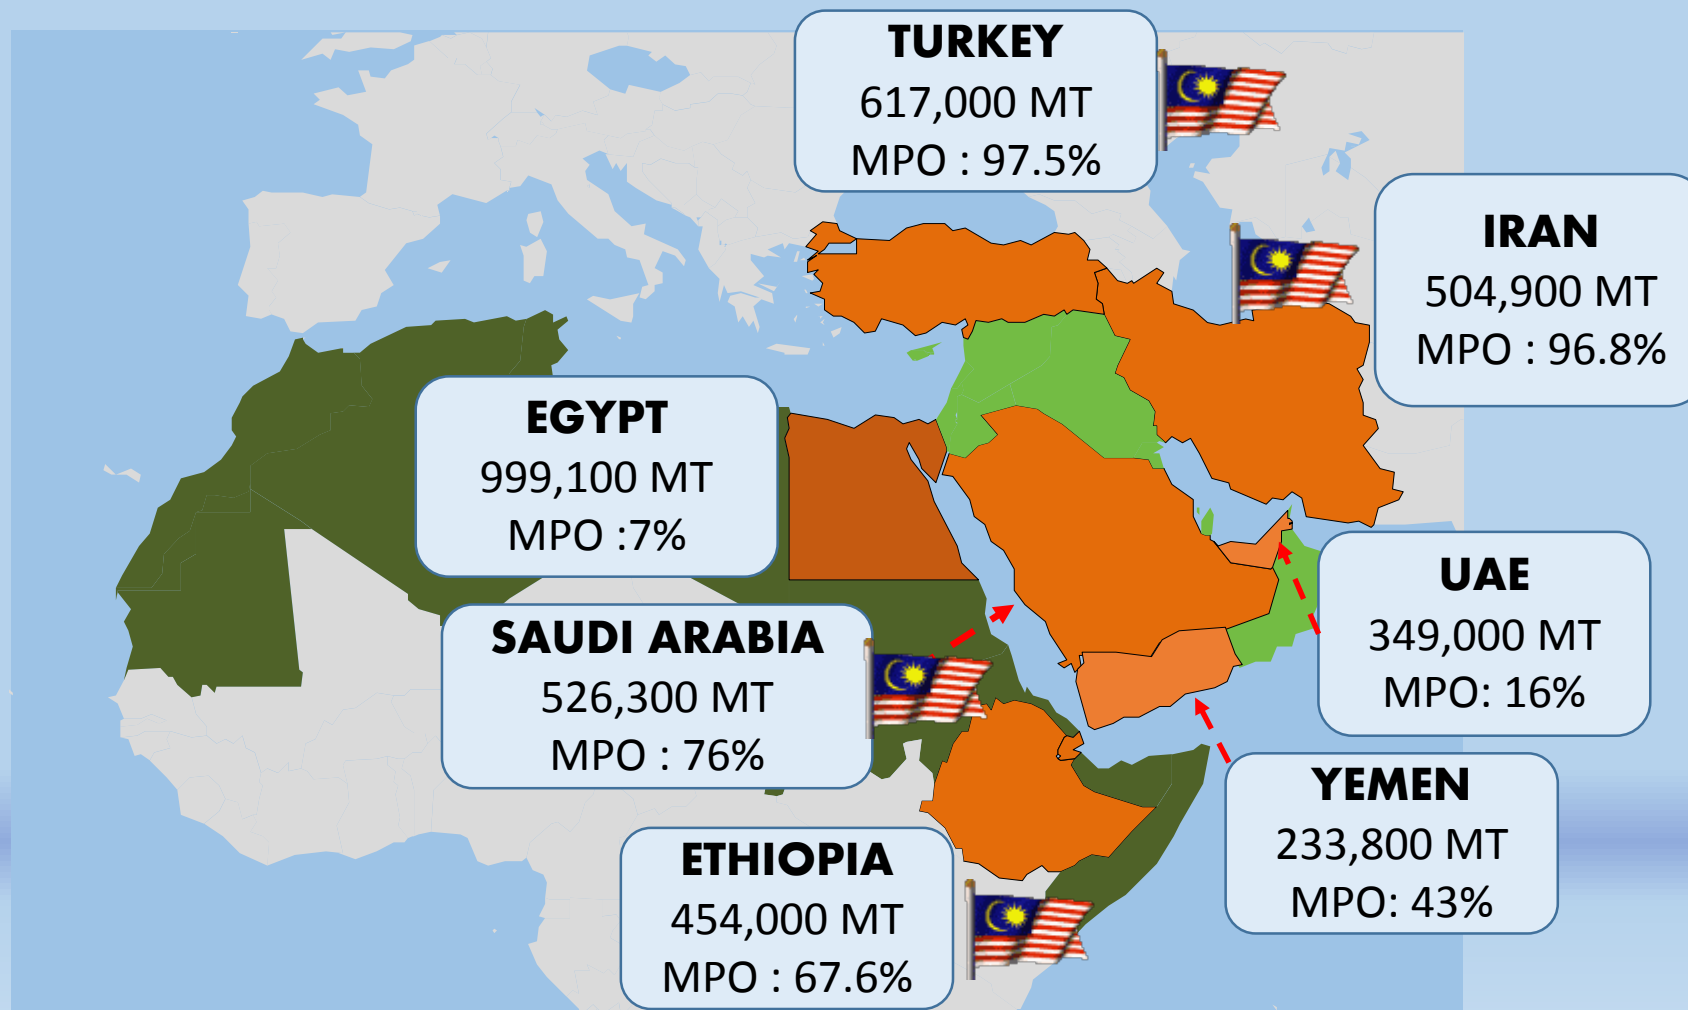 TURKEY
617,000 MT
MPO : 97.5%
IRAN
504,900 MT
MPO : 96.8%
EGYPT
999,100 MT
MPO :7%
UAE
349,000 MT
MPO: 16%
SAUDI ARABIA
526,300 MT
MPO : 76%
YEMEN
233,800 MT
MPO: 43%
ETHIOPIA
454,000 MT
MPO : 67.6%